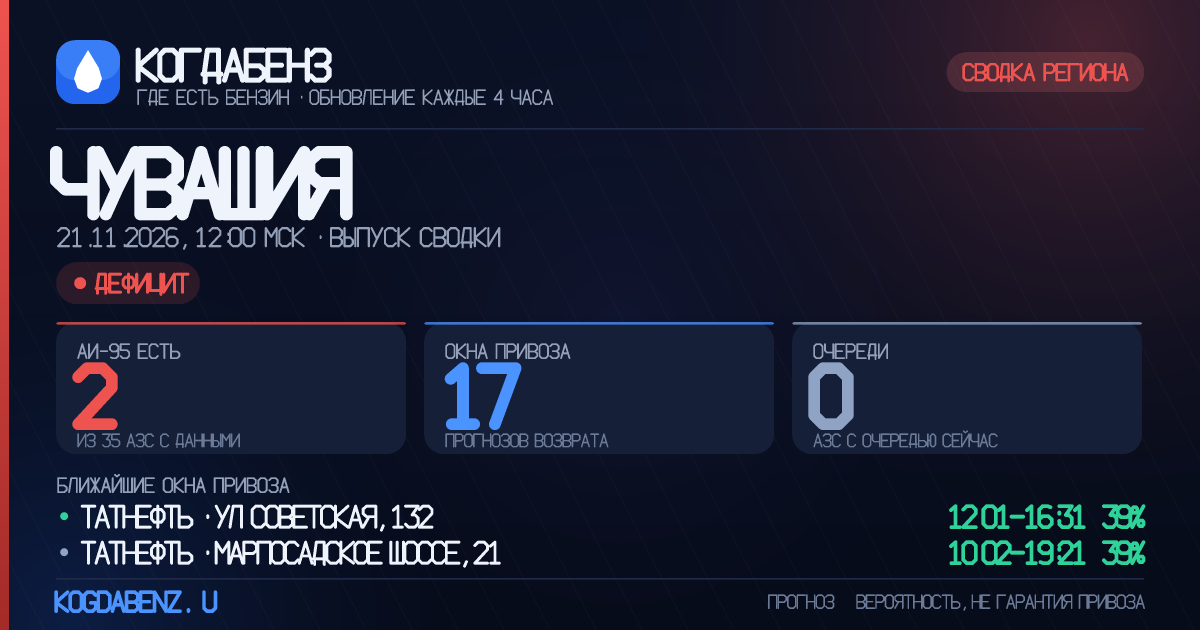 КОГДАБЕНЗ
ГДЕ ЕСТЬ БЕНЗИН · ОБНОВЛЕНИЕ КАЖДЫЕ 4 ЧАСА
СВОДКА РЕГИОНА
ЧУВАШИЯ
21.11.2026, 12:00 МСК · ВЫПУСК СВОДКИ
ДЕФИЦИТ
АИ-95 ЕСТЬ
2
ИЗ 35 АЗС С ДАННЫМИ
ОКНА ПРИВОЗА
17
ПРОГНОЗОВ ВОЗВРАТА
ОЧЕРЕДИ
0
АЗС С ОЧЕРЕДЬЮ СЕЙЧАС
БЛИЖАЙШИЕ ОКНА ПРИВОЗА
• ТАТНЕФТЬ · УЛ СОВЕТСКАЯ, 132 12:01–16:31 39%
• ТАТНЕФТЬ · МАРПОСАДСКОЕ ШОССЕ, 21 10:02–19:21 39%
KOGDABENZ. U
ПРОГНОЗ ВЕРОЯТНОСТЬ, НЕ ГАРАНТИЯ ПРИВОЗА